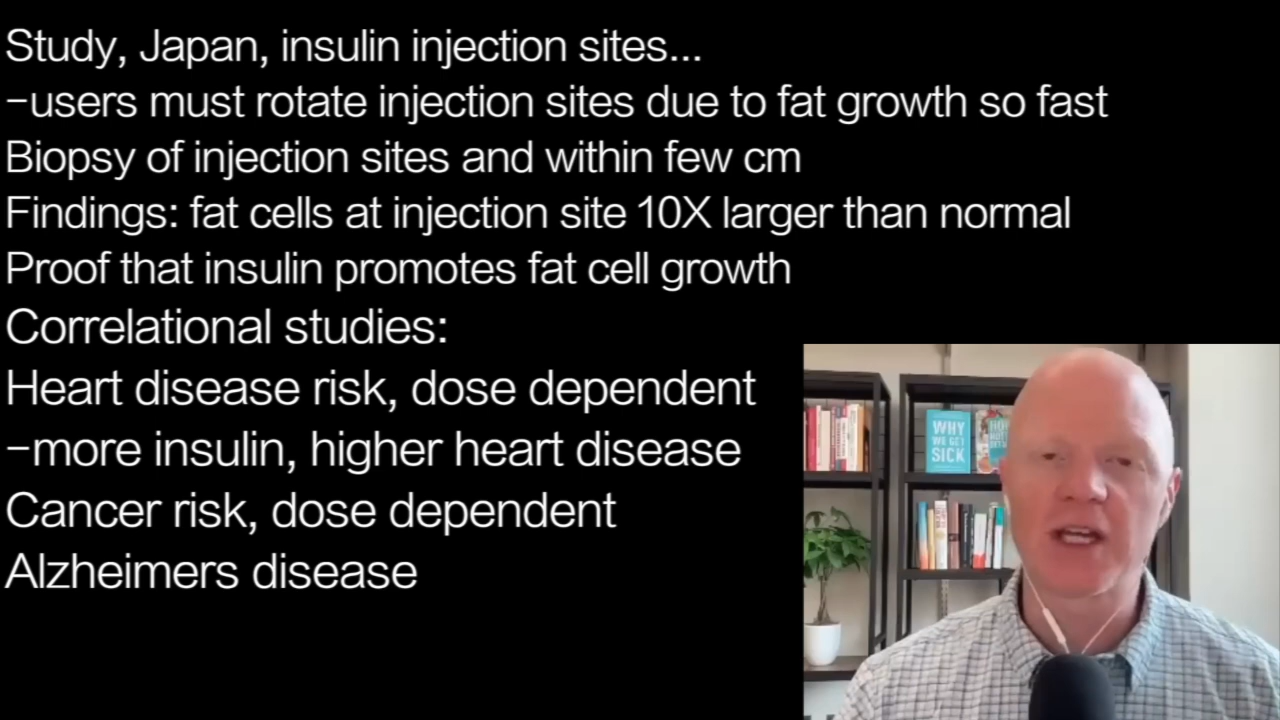 Study, Japan, insulin injection sites...
-users must rotate injection sites due to fat growth so fast
Biopsy of injection sites and within few cm
Findings: fat cells at injection site 10X larger than normal
Proof that insulin promotes fat cell growth
Correlational studies:
Heart disease risk, dose dependent
-more insulin, higher heart disease
Cancer risk, dose dependent
Alzheimers disease
WHY
WE GET
SICK